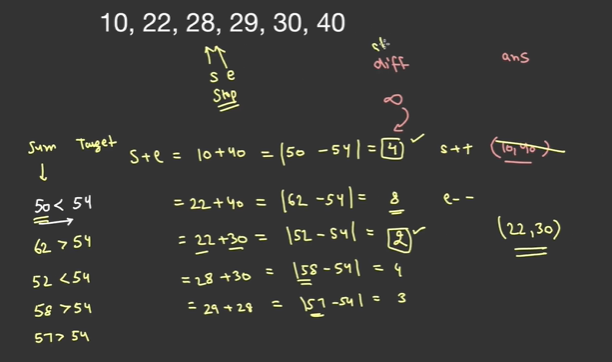 10, 22, 28, 29, 30, 40
diff ans
s e
Stop
∞
Sum Target s+e = 10+40 = |50 - 54| = 4 ✓ s++ (10,40)
50 < 54 = 22+40 = |62 - 54| = 8 e--
62 > 54 = 22+30 = |52 - 54| = 2 ✓ (22,30)
52 < 54 = 28+30 = |58 - 54| = 4
58 > 54 = 29+28 = |57 - 54| = 3
57 > 54